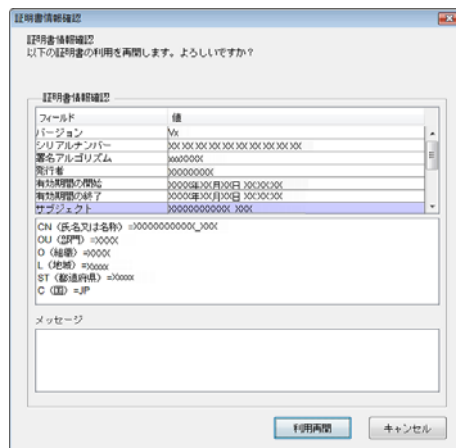 証明書情報確認
証明書情報確認
以下の証明書の利用を再開します。よろしいですか?
証明書情報確認
フィールド 値
バージョン Vx
シリアルナンバー XX XX XX XX XX XX XX XX XX XX
署名アルゴリズム xxxXXXXX
発行者 XXXXXXXXX
有効期間の開始 XXXX年XX月XX日 XX:XX:XX
有効期間の終了 XXXX年XX月XX日 XX:XX:XX
サブジェクト XXXXXXXXXXX_XXX
CN(氏名又は名称)=XXXXXXXXXXX_XXX
OU(部門)=XXXX
O(組織)=XXXX
L(地域)=Xxxxx
ST(都道府県)=Xxxxx
C(国)=JP
メッセージ
利用再開 キャンセル